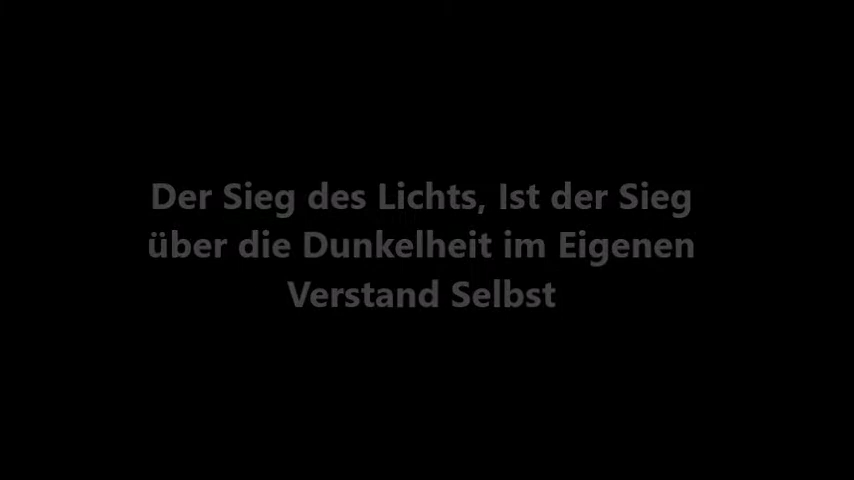 Der Sieg des Lichts, Ist der Sieg
über die Dunkelheit im Eigenen
Verstand Selbst